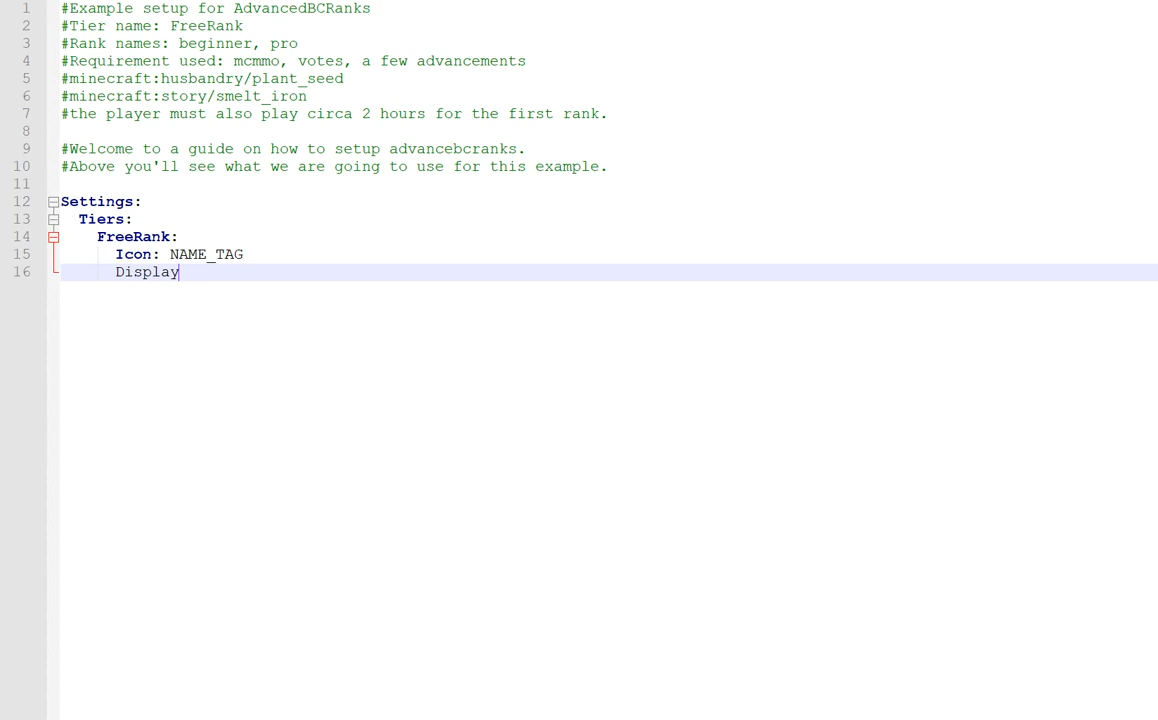 1 #Example setup for AdvancedBCRanks
2 #Tier name: FreeRank
3 #Rank names: beginner, pro
4 #Requirement used: mcmmo, votes, a few advancements
5 #minecraft:husbandry/plant_seed
6 #minecraft:story/smelt_iron
7 #the player must also play circa 2 hours for the first rank.
8
9 #Welcome to a guide on how to setup advancebcranks.
10 #Above you'll see what we are going to use for this example.
11
12 Settings:
13 Tiers:
14 FreeRank:
15 Icon: NAME_TAG
16 Display